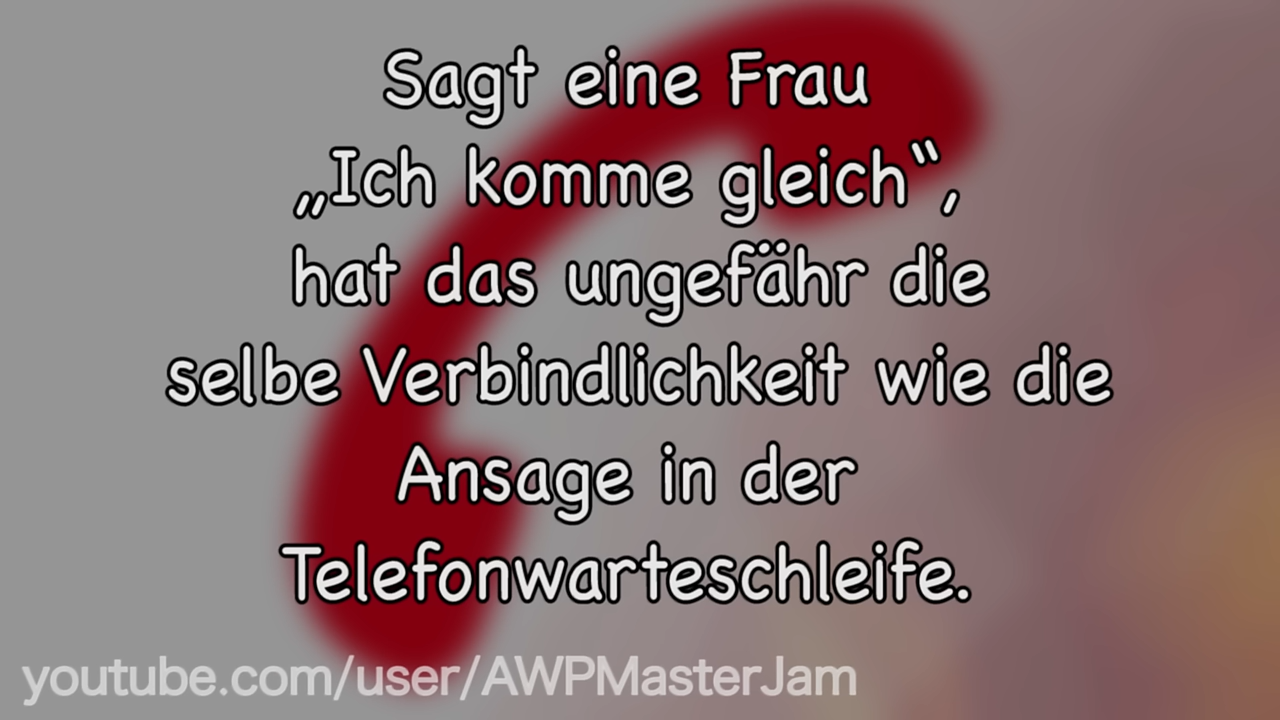 Sagt eine Frau
„Ich komme gleich“,
hat das ungefähr die
selbe Verbindlichkeit wie die
Ansage in der
Telefonwarteschleife.
youtube.com/user/AWPMasterJam